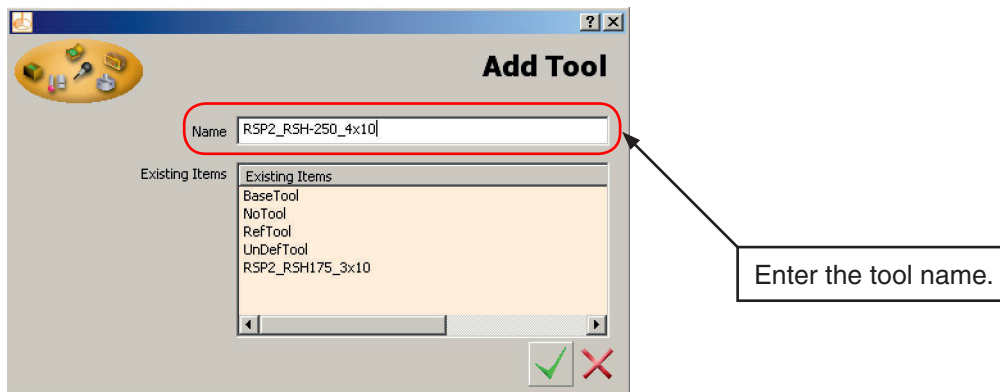 Add Tool
Name RSP2_RSH-250_4x10
Existing Items Existing Items
BaseTool
NoTool
RefTool
UnDefTool
RSP2_RSH175_3x10
Enter the tool name.